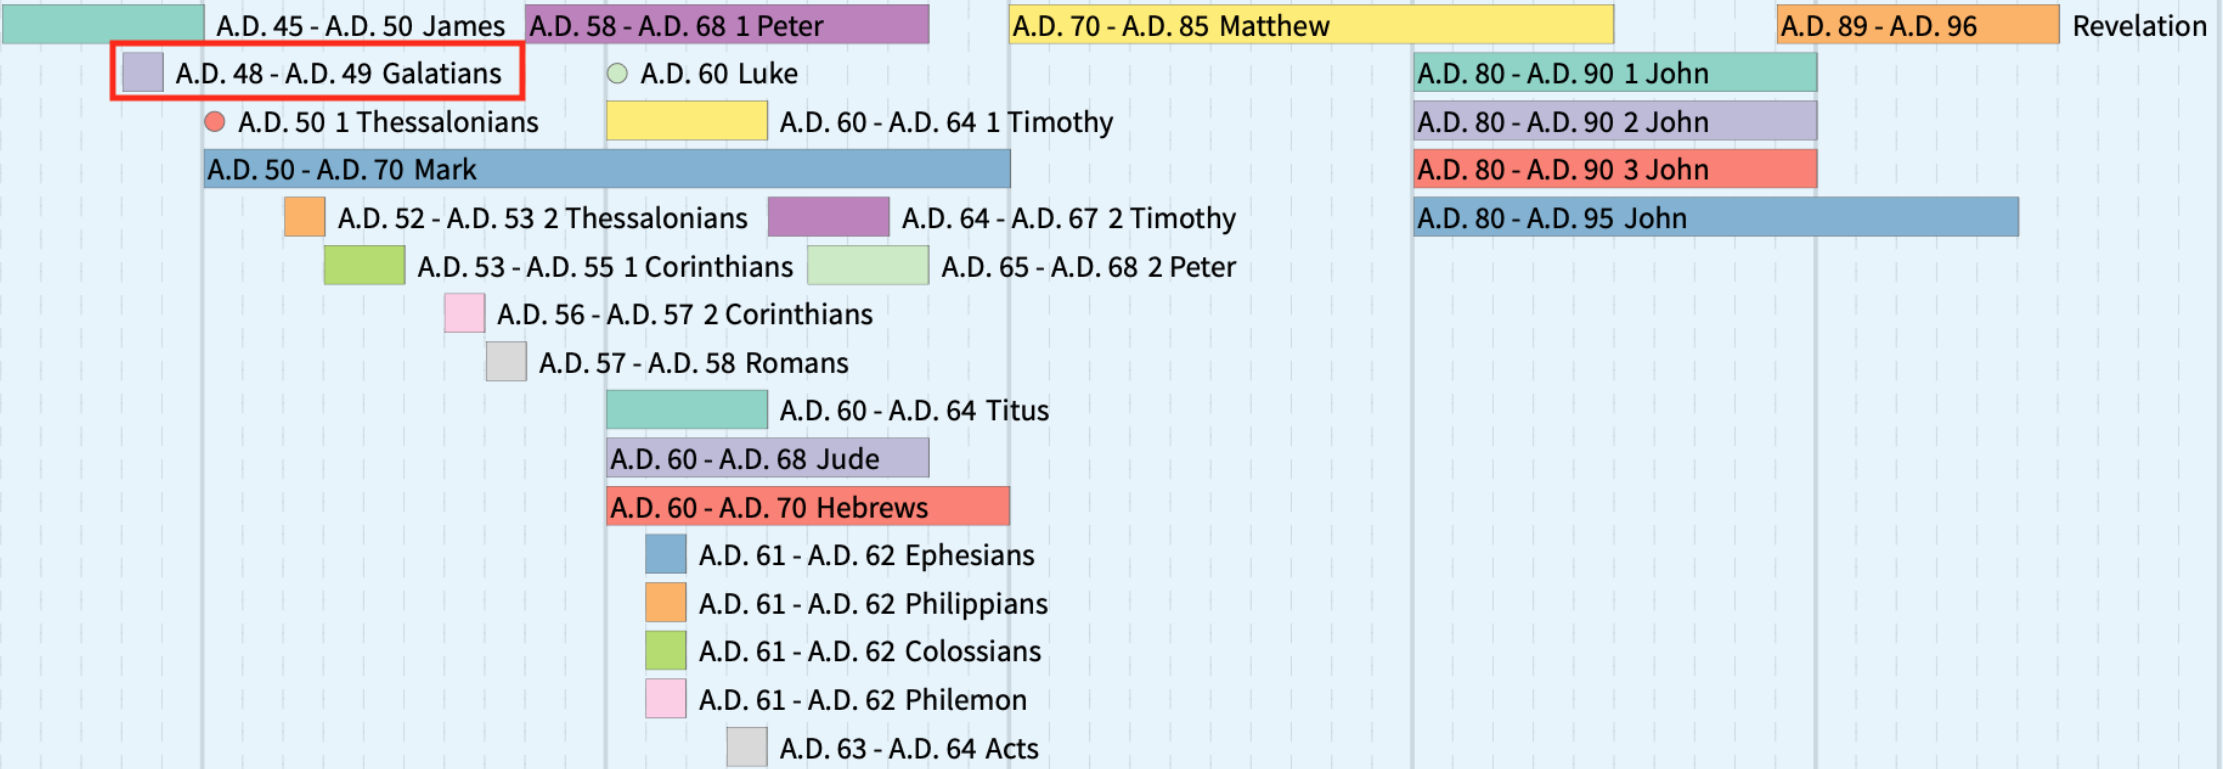 A.D. 45 - A.D. 50 James
A.D. 58 - A.D. 68 1 Peter
A.D. 70 - A.D. 85 Matthew
A.D. 89 - A.D. 96 Revelation
A.D. 48 - A.D. 49 Galatians
A.D. 60 Luke
A.D. 80 - A.D. 90 1 John
A.D. 50 1 Thessalonians
A.D. 60 - A.D. 64 1 Timothy
A.D. 80 - A.D. 90 2 John
A.D. 50 - A.D. 70 Mark
A.D. 80 - A.D. 90 3 John
A.D. 52 - A.D. 53 2 Thessalonians
A.D. 64 - A.D. 67 2 Timothy
A.D. 80 - A.D. 95 John
A.D. 53 - A.D. 55 1 Corinthians
A.D. 65 - A.D. 68 2 Peter
A.D. 56 - A.D. 57 2 Corinthians
A.D. 57 - A.D. 58 Romans
A.D. 60 - A.D. 64 Titus
A.D. 60 - A.D. 68 Jude
A.D. 60 - A.D. 70 Hebrews
A.D. 61 - A.D. 62 Ephesians
A.D. 61 - A.D. 62 Philippians
A.D. 61 - A.D. 62 Colossians
A.D. 61 - A.D. 62 Philemon
A.D. 63 - A.D. 64 Acts